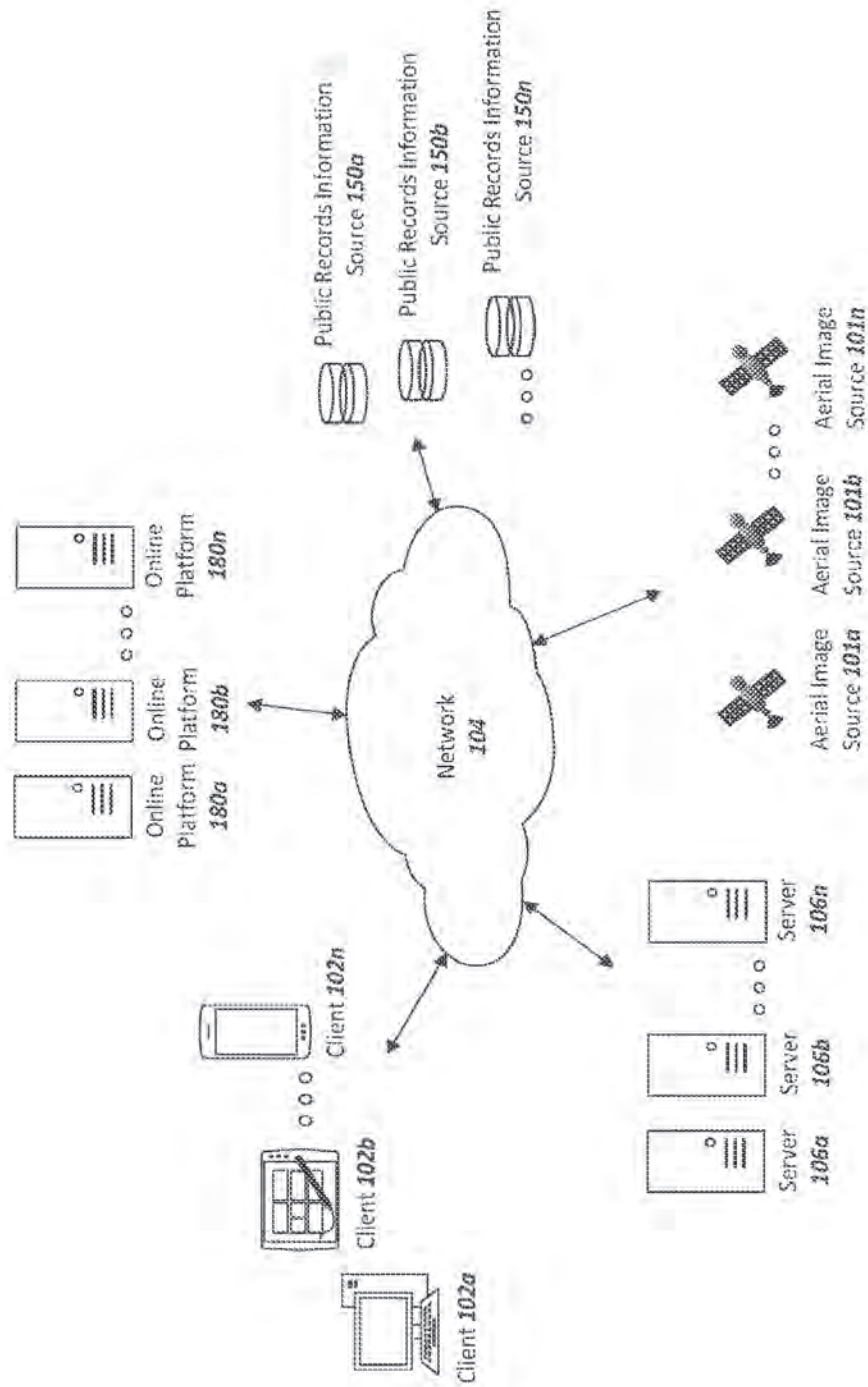 Client 102a
Client 102b
Client 102n
Online
Platform
180a
Online
Platform
180b
Online
Platform
180n
Network
104
Public Records Information
Source 150a
Public Records Information
Source 150b
Public Records Information
Source 150n
Server
106a
Server
106b
Server
106n
Aerial Image
Source 101a
Aerial Image
Source 101b
Aerial Image
Source 101n